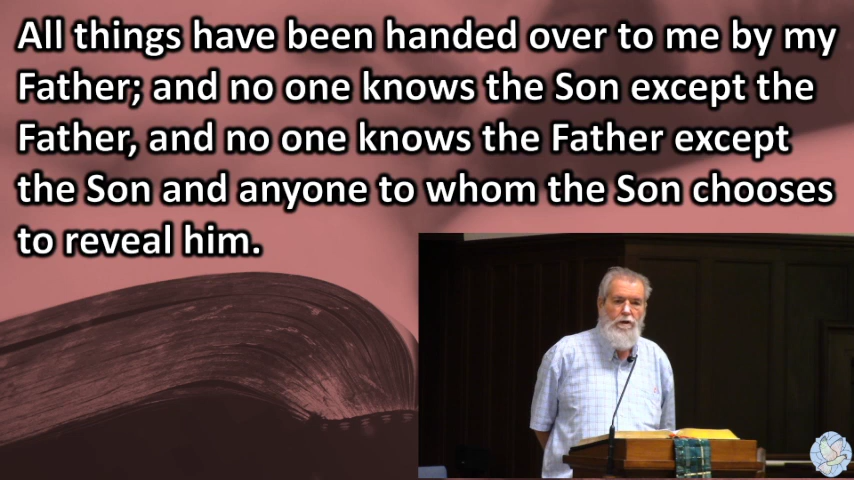 All things have been handed over to me by my
Father; and no one knows the Son except the
Father, and no one knows the Father except
the Son and anyone to whom the Son chooses
to reveal him.